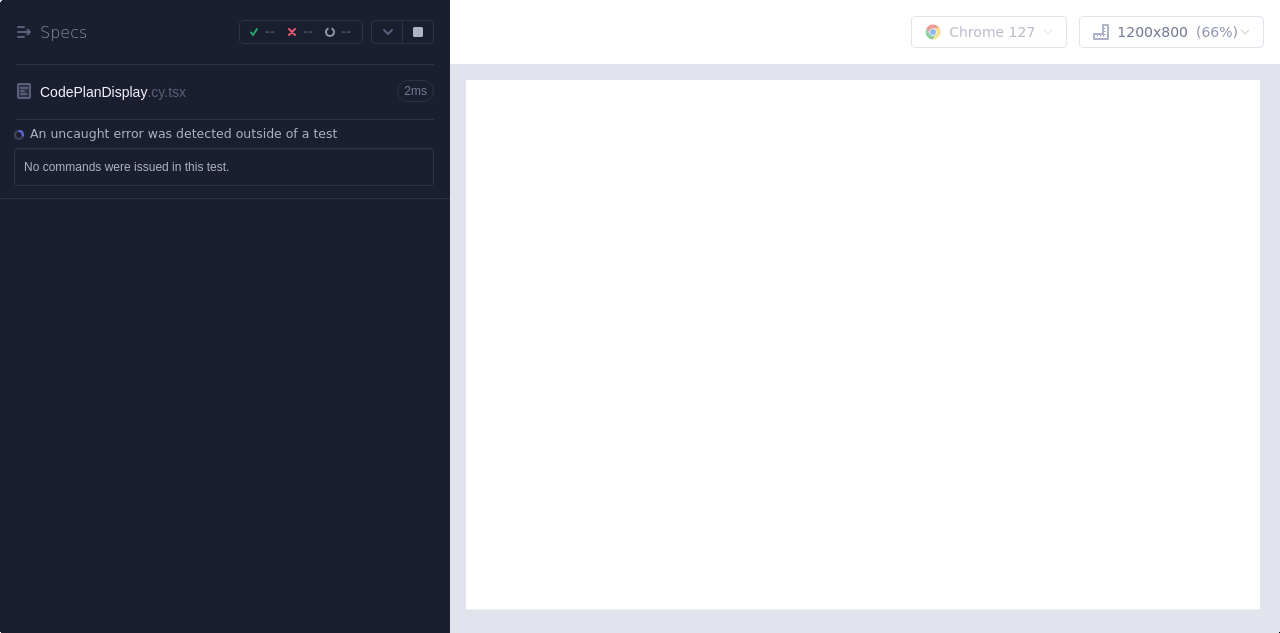 Specs
-- -- --
Chrome 127
1200x800 (66%)
CodePlanDisplay.cy.tsx
2ms
An uncaught error was detected outside of a test
No commands were issued in this test.